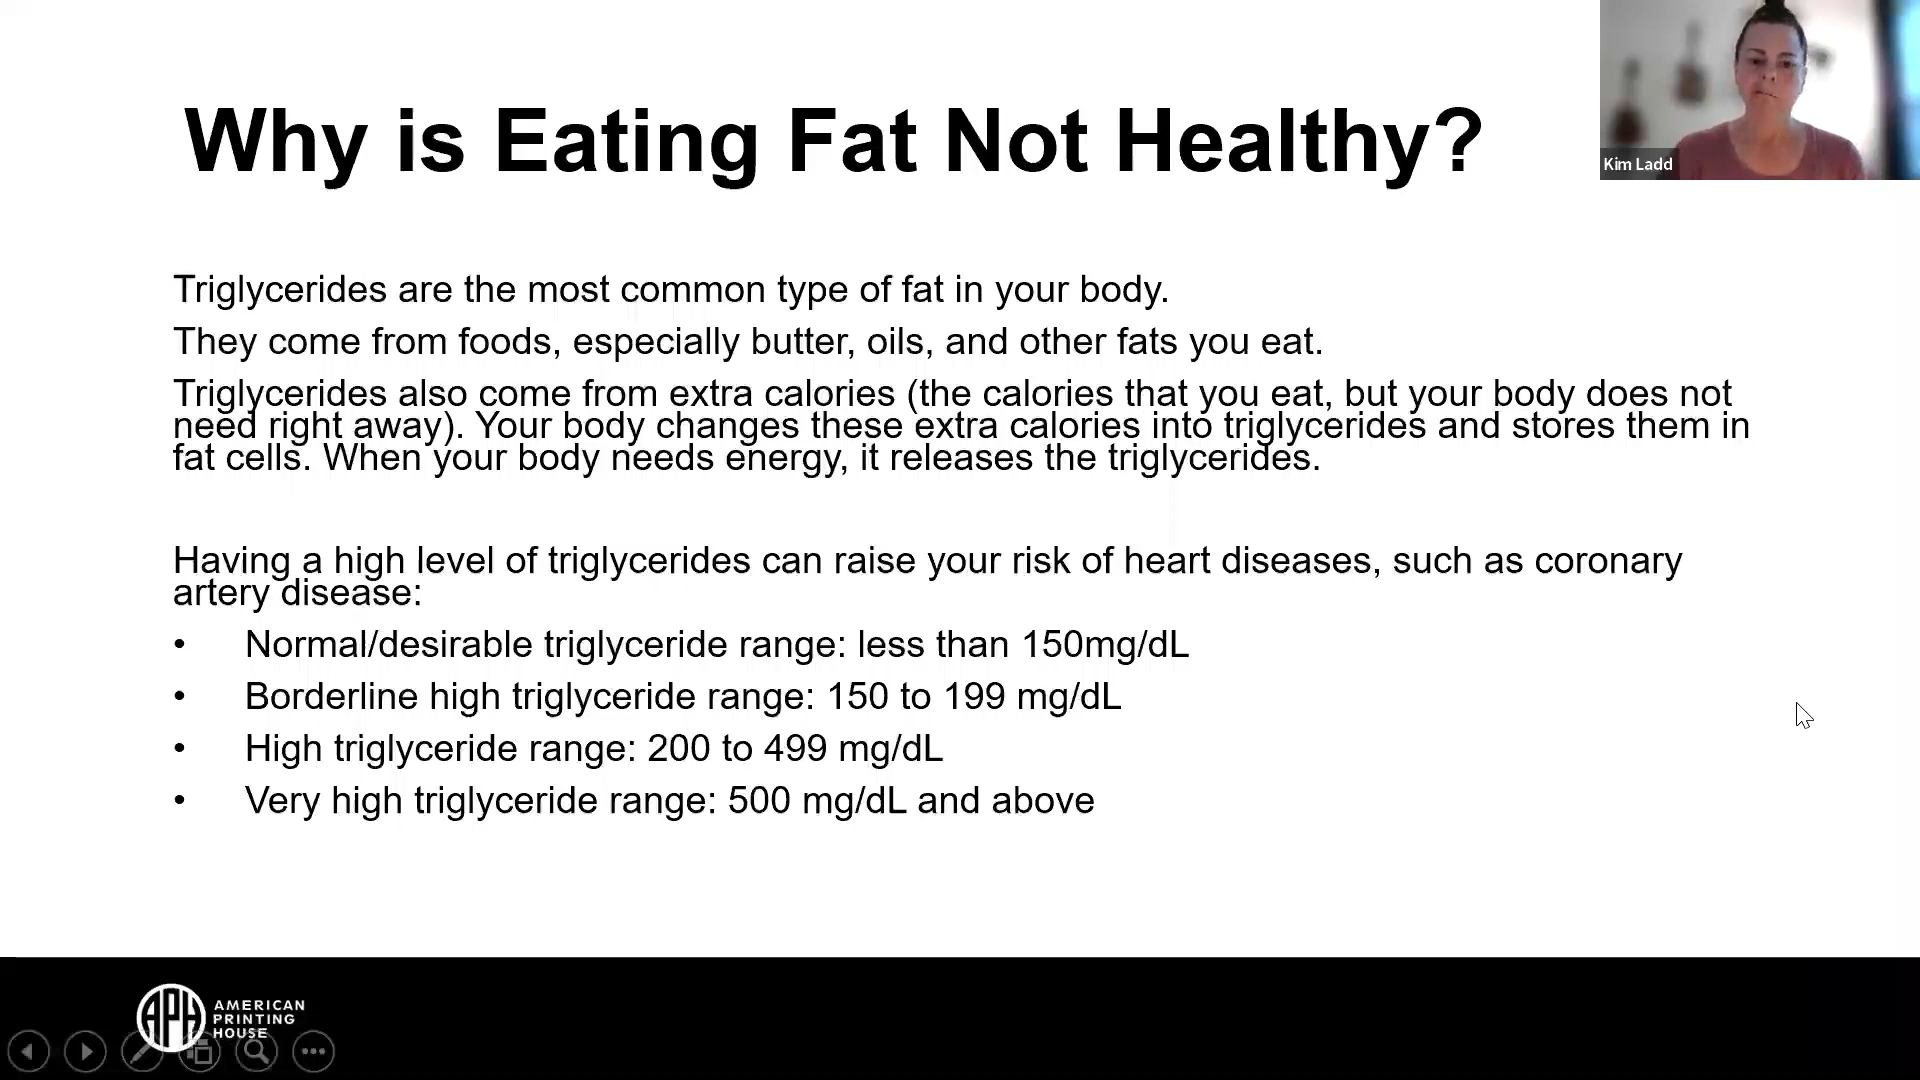 Why is Eating Fat Not Healthy?
Kim Ladd
Triglycerides are the most common type of fat in your body.
They come from foods, especially butter, oils, and other fats you eat.
Triglycerides also come from extra calories (the calories that you eat, but your body does not
need right away). Your body changes these extra calories into triglycerides and stores them in
fat cells. When your body needs energy, it releases the triglycerides.
Having a high level of triglycerides can raise your risk of heart diseases, such as coronary
artery disease:
• Normal/desirable triglyceride range: less than 150mg/dL
• Borderline high triglyceride range: 150 to 199 mg/dL
• High triglyceride range: 200 to 499 mg/dL
• Very high triglyceride range: 500 mg/dL and above
APH
AMERICAN
PRINTING
HOUSE